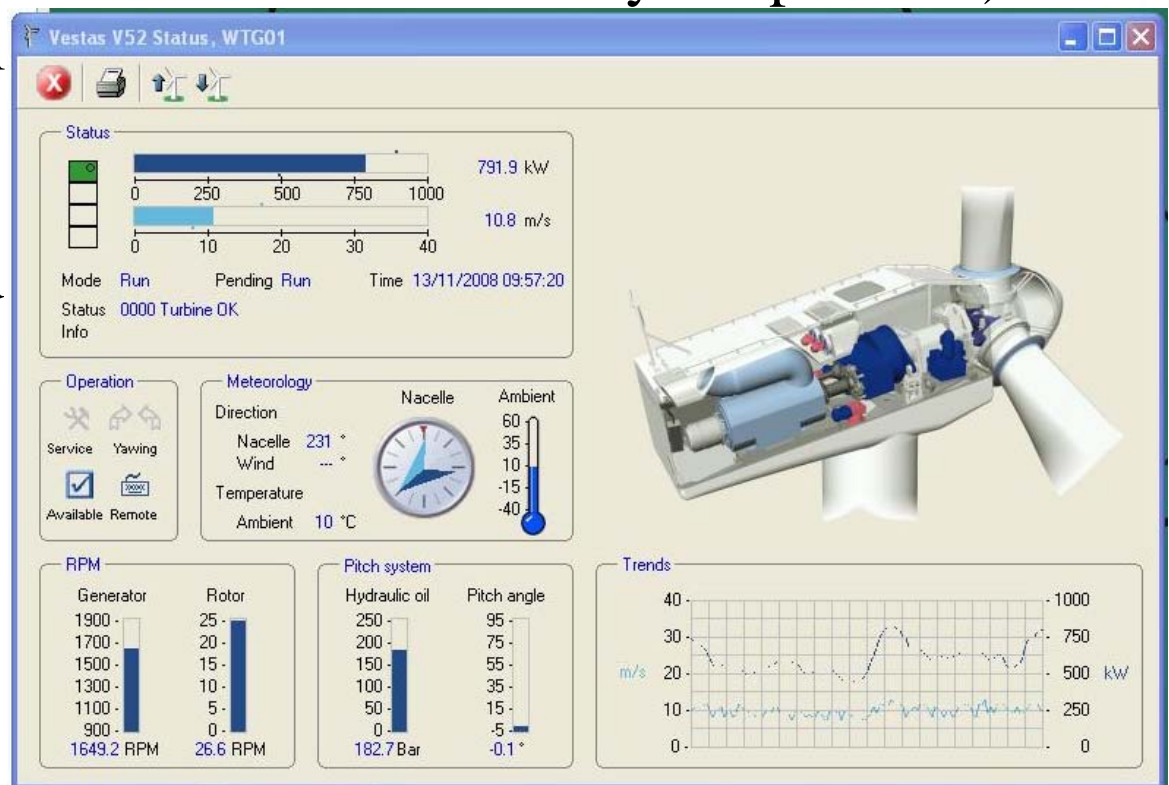 Vestas V52 Status, WTG01
Status
791.9 kW
0 250 500 750 1000
10.8 m/s
0 10 20 30 40
Mode Run Pending Run Time 13/11/2008 09:57:20
Status 0000 Turbine OK
Info
Operation
Service Yawing
Available Remote
Meteorology
Direction
Nacelle 231 °
Wind --- °
Temperature
Ambient 10 °C
Nacelle
Ambient
60
35
10
-15
-40
RPM
Generator Rotor
1900 25
1700 20
1500 15
1300 10
1100 5
900 0
1649.2 RPM 26.6 RPM
Pitch system
Hydraulic oil Pitch angle
250 95
200 75
150 55
100 35
50 15
0 -5
182.7 Bar -0.1 °
Trends
40 1000
30 750
m/s 20 500 kW
10 250
0 0